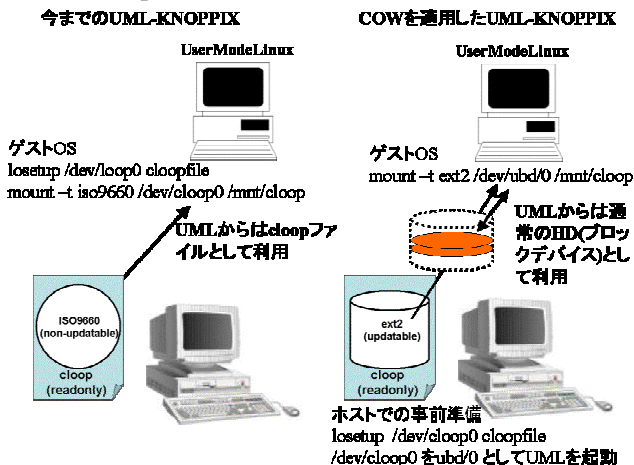 今までのUML-KNOPPIX
UserModeLinux
ゲストOS
losetup /dev/loop0 cloopfile
mount –t iso9660 /dev/cloop0 /mnt/cloop
UMLからはcloopファ
イルとして利用
ISO9660
(non-updatable)
cloop
(readonly)
COWを適用したUML-KNOPPIX
UserModeLinux
ゲストOS
mount –t ext2 /dev/ubd/0 /mnt/cloop
UMLからは通
常のHD(ブロッ
クデバイス)とし
て利用
ext2
(updatable)
cloop
(readonly)
ホストでの事前準備
losetup /dev/cloop0 cloopfile
/dev/cloop0 をubd/0 としてUMLを起動